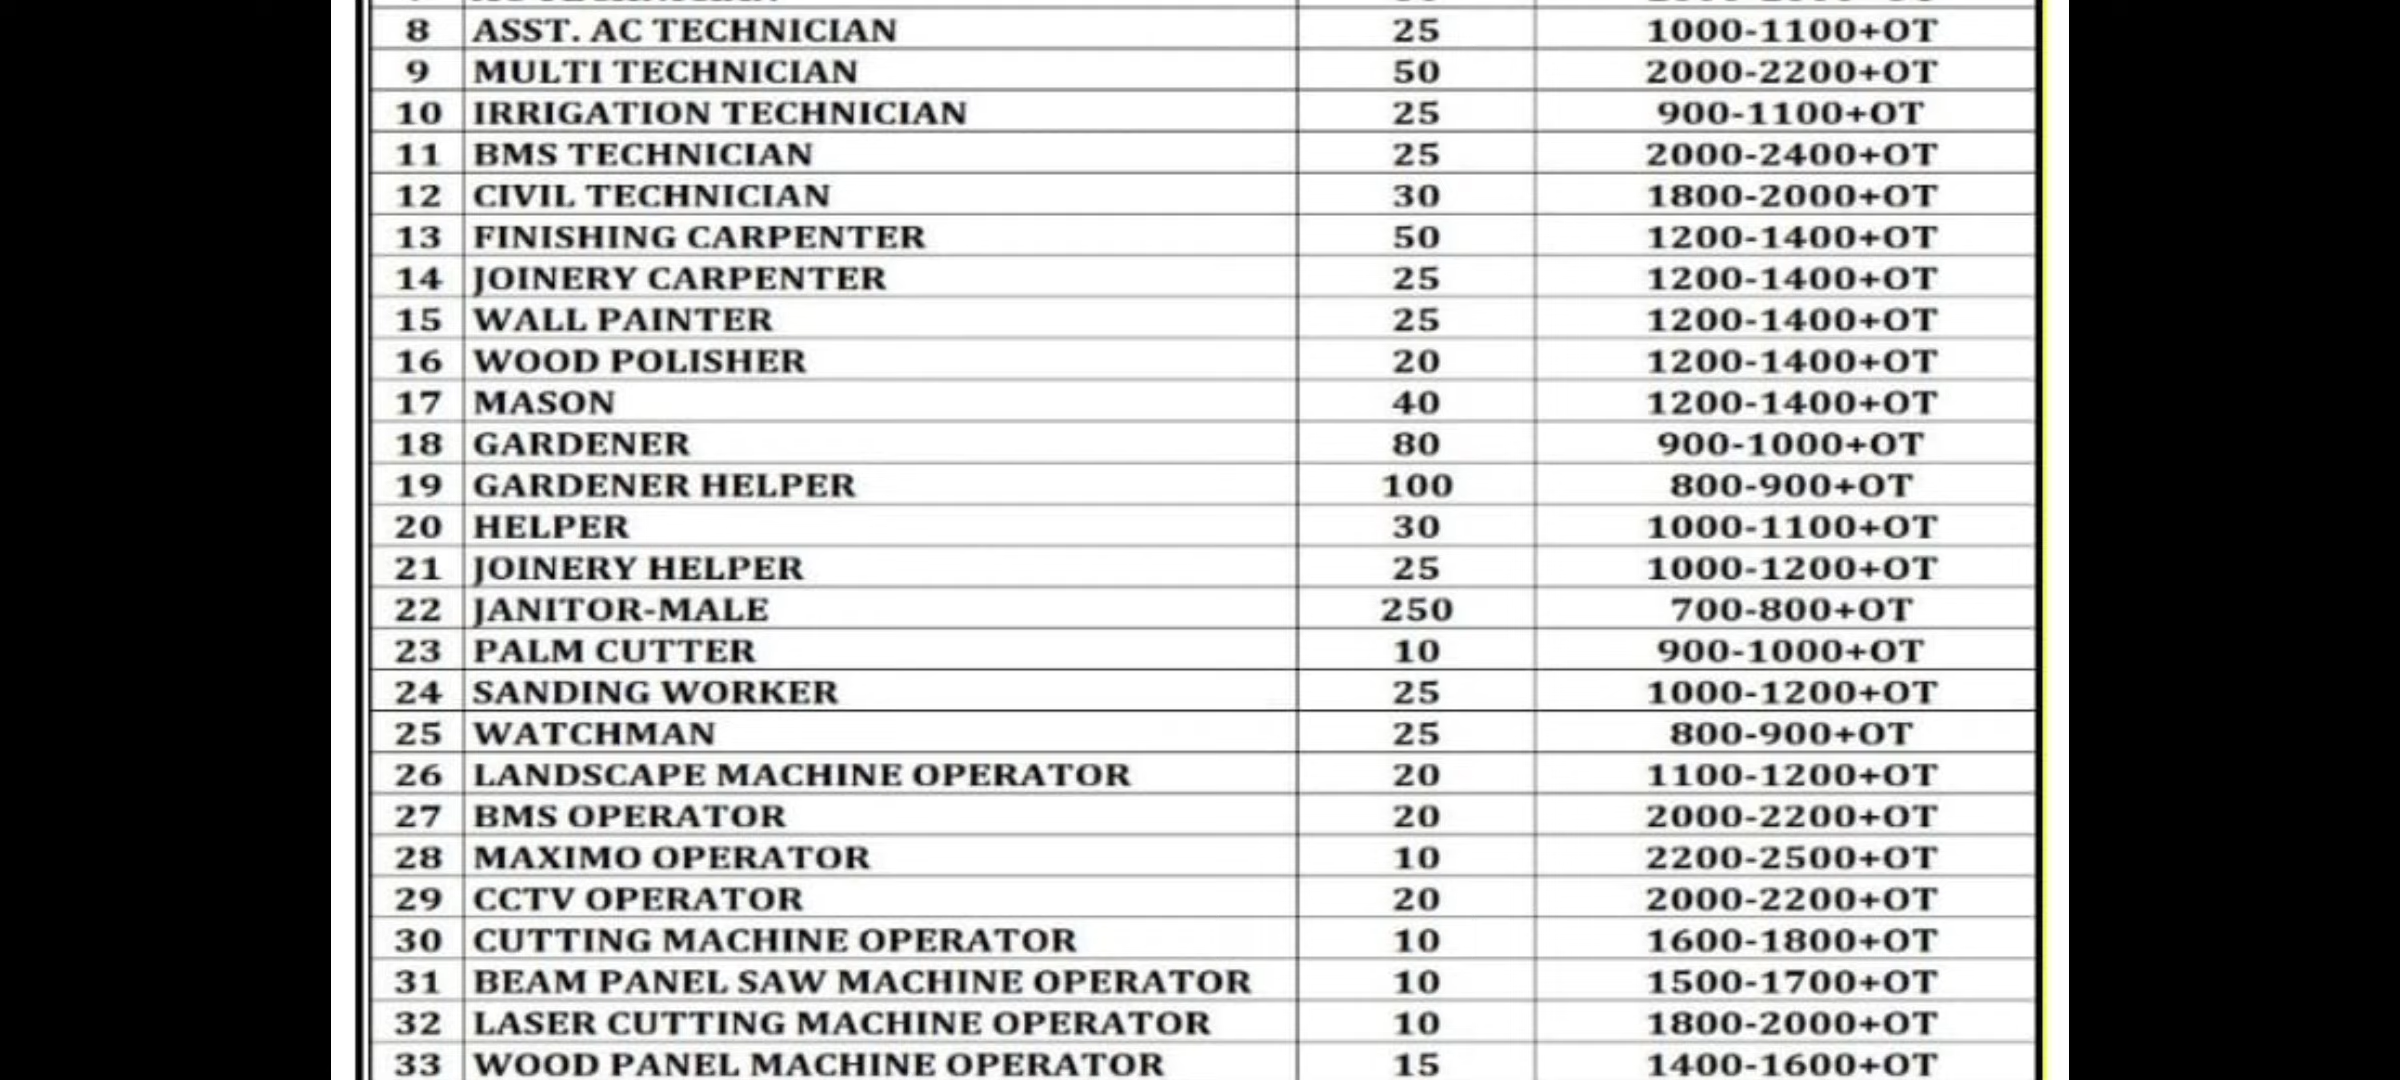 8 ASST. AC TECHNICIAN 25 1000-1100+OT
9 MULTI TECHNICIAN 50 2000-2200+OT
10 IRRIGATION TECHNICIAN 25 900-1100+OT
11 BMS TECHNICIAN 25 2000-2400+OT
12 CIVIL TECHNICIAN 30 1800-2000+OT
13 FINISHING CARPENTER 50 1200-1400+OT
14 JOINERY CARPENTER 25 1200-1400+OT
15 WALL PAINTER 25 1200-1400+OT
16 WOOD POLISHER 20 1200-1400+OT
17 MASON 40 1200-1400+OT
18 GARDENER 80 900-1000+OT
19 GARDENER HELPER 100 800-900+OT
20 HELPER 30 1000-1100+OT
21 JOINERY HELPER 25 1000-1200+OT
22 JANITOR-MALE 250 700-800+OT
23 PALM CUTTER 10 900-1000+OT
24 SANDING WORKER 25 1000-1200+OT
25 WATCHMAN 25 800-900+OT
26 LANDSCAPE MACHINE OPERATOR 20 1100-1200+OT
27 BMS OPERATOR 20 2000-2200+OT
28 MAXIMO OPERATOR 10 2200-2500+OT
29 CCTV OPERATOR 20 2000-2200+OT
30 CUTTING MACHINE OPERATOR 10 1600-1800+OT
31 BEAM PANEL SAW MACHINE OPERATOR 10 1500-1700+OT
32 LASER CUTTING MACHINE OPERATOR 10 1800-2000+OT
33 WOOD PANEL MACHINE OPERATOR 15 1400-1600+OT